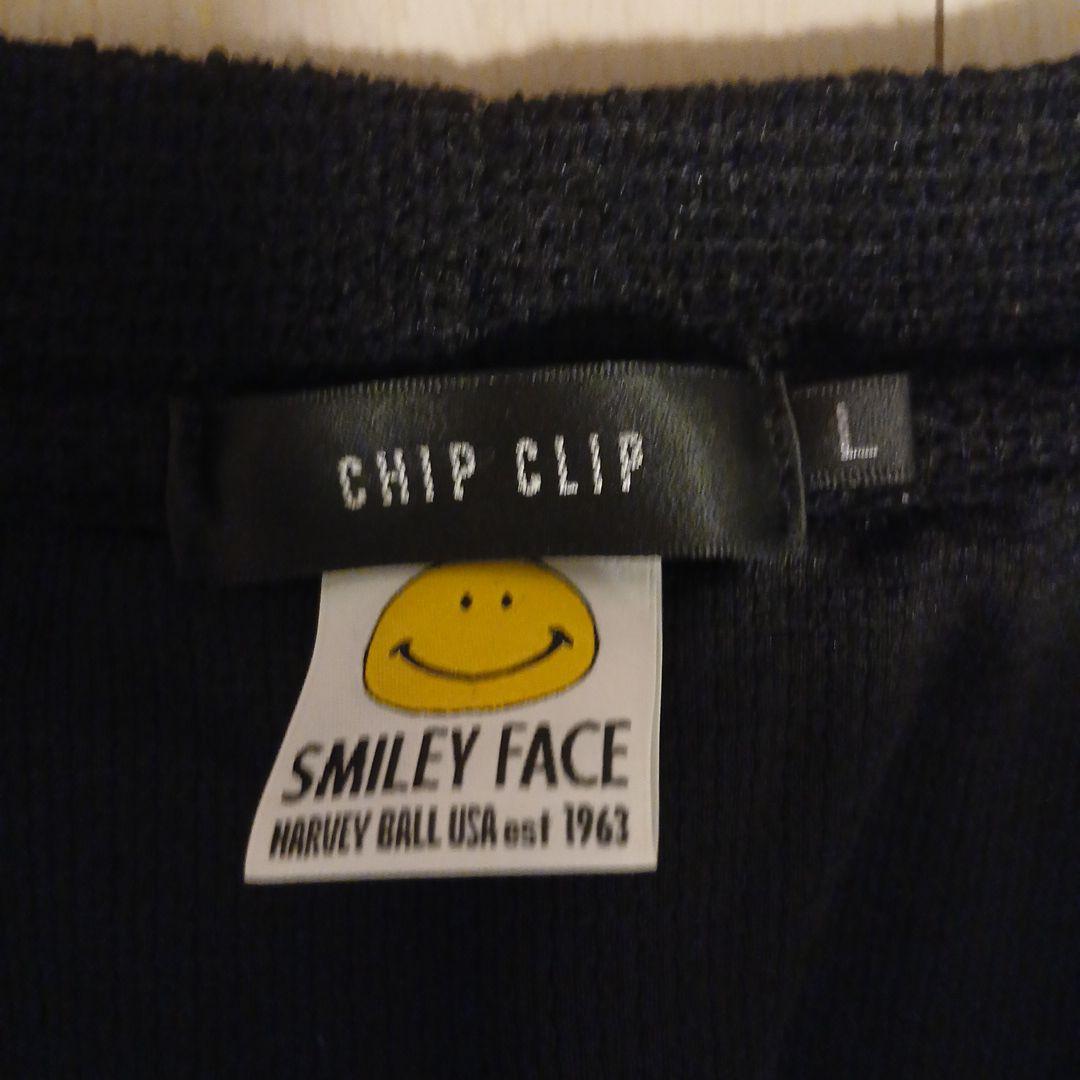 CHIP CLIP
L
SMILEY FACE
HARVEY BALL USA est 1963